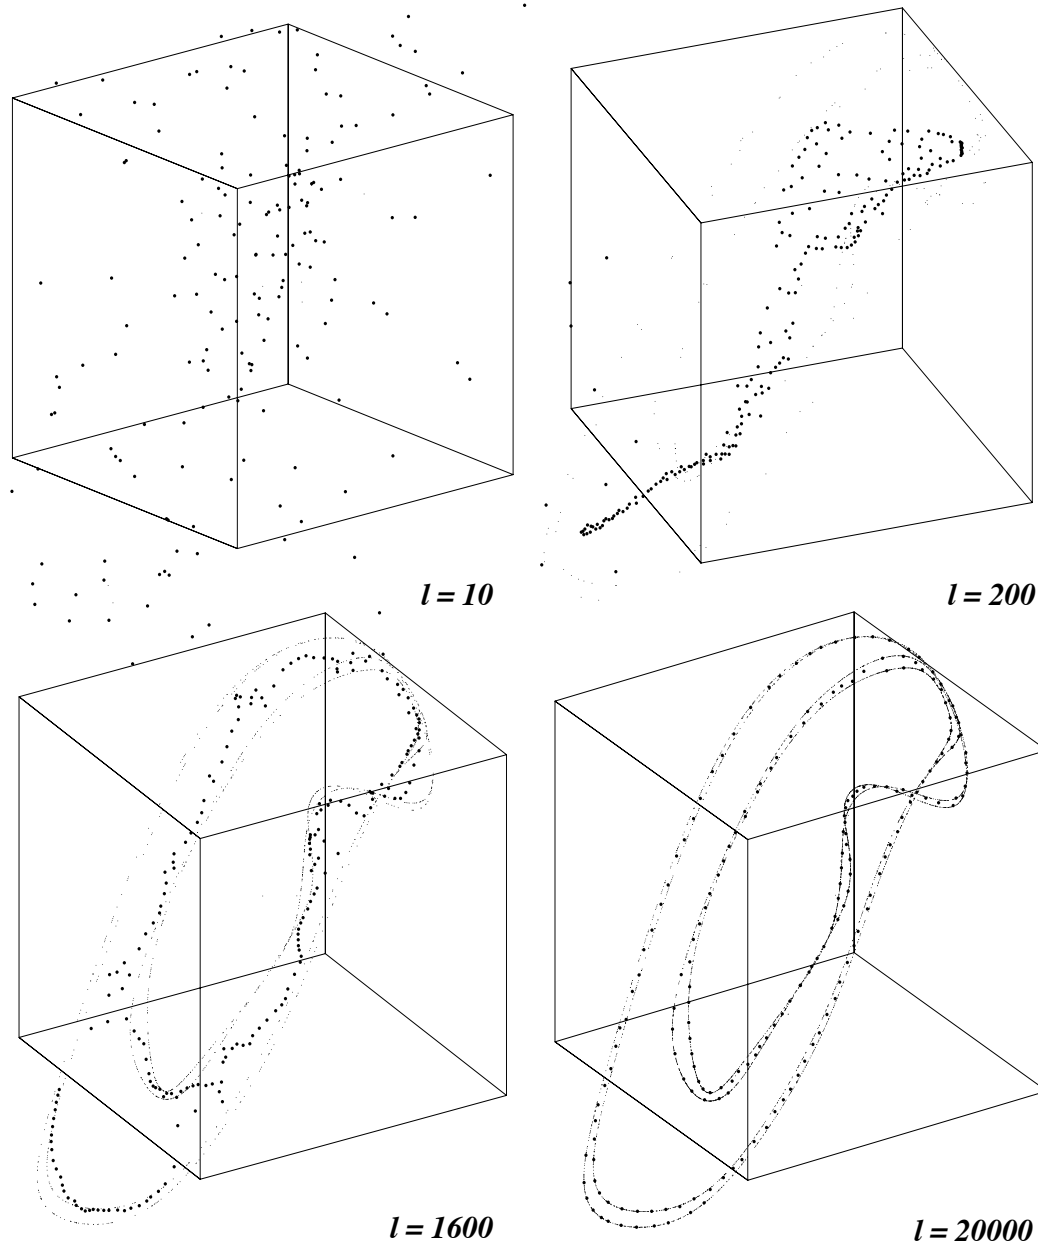 l = 10
l = 200
l = 1600
l = 20000